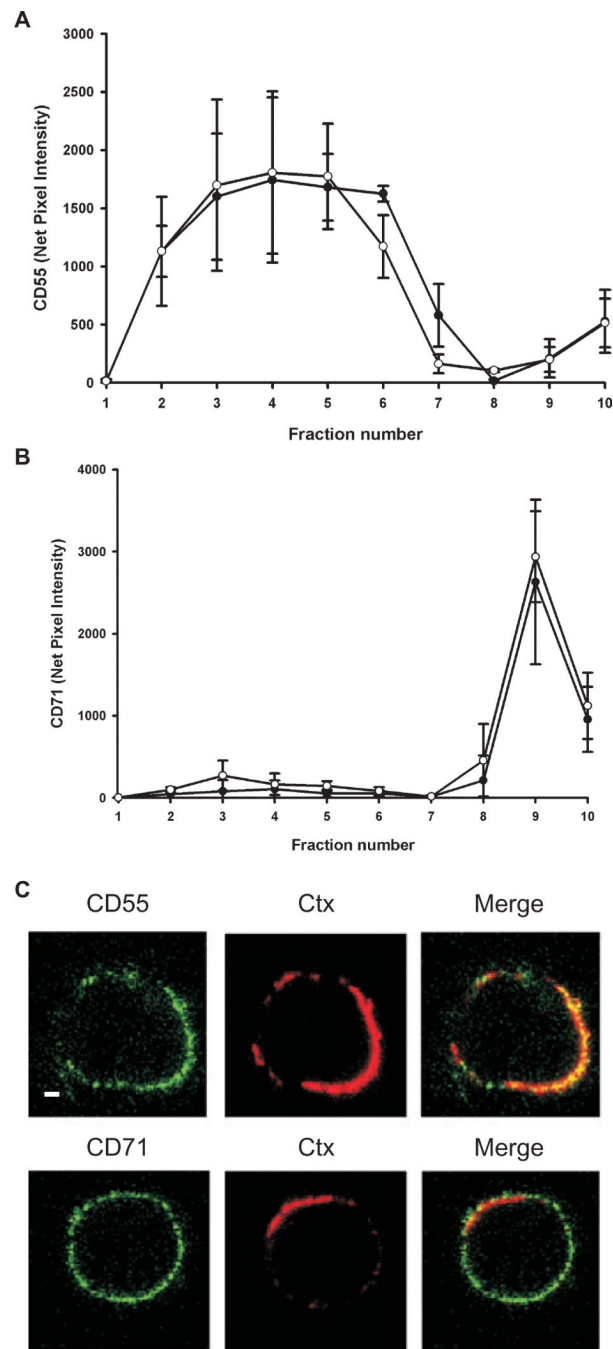 A
CD55 (Net Pixel Intensity)
3000
2500
2000
1500
1000
500
0
1 2 3 4 5 6 7 8 9 10
Fraction number
B
CD71 (Net Pixel Intensity)
4000
3000
2000
1000
0
1 2 3 4 5 6 7 8 9 10
Fraction number
C
CD55 Ctx Merge
CD71 Ctx Merge